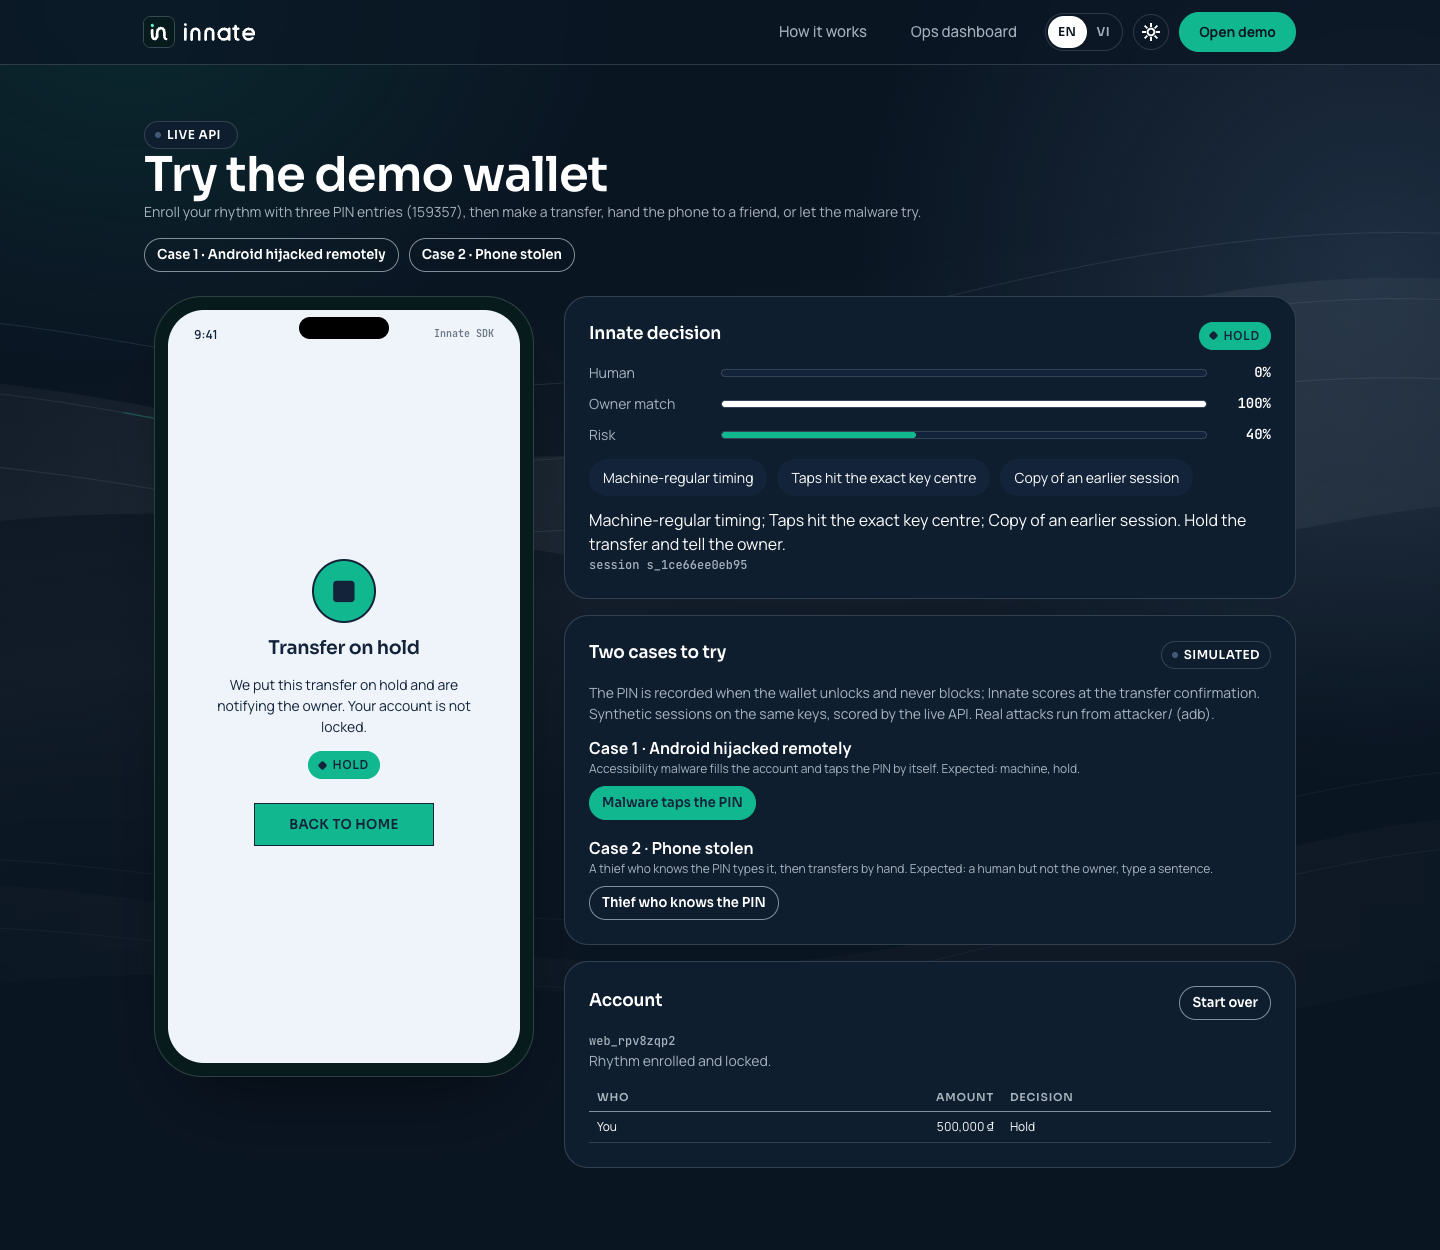 in innate
How it works
Ops dashboard
EN
VI
Open demo
LIVE API
Try the demo wallet
Enroll your rhythm with three PIN entries (159357), then make a transfer, hand the phone to a friend, or let the malware try.
Case 1 · Android hijacked remotely
Case 2 · Phone stolen
9:41
Innate SDK
Transfer on hold
We put this transfer on hold and are
notifying the owner. Your account is not
locked.
HOLD
BACK TO HOME
Innate decision
HOLD
Human
0%
Owner match
100%
Risk
40%
Machine-regular timing
Taps hit the exact key centre
Copy of an earlier session
Machine-regular timing; Taps hit the exact key centre; Copy of an earlier session. Hold the
transfer and tell the owner.
session s_1ce66ee0eb95
Two cases to try
SIMULATED
The PIN is recorded when the wallet unlocks and never blocks; Innate scores at the transfer confirmation.
Synthetic sessions on the same keys, scored by the live API. Real attacks run from attacker/ (adb).
Case 1 · Android hijacked remotely
Accessibility malware fills the account and taps the PIN by itself. Expected: machine, hold.
Malware taps the PIN
Case 2 · Phone stolen
A thief who knows the PIN types it, then transfers by hand. Expected: a human but not the owner, type a sentence.
Thief who knows the PIN
Account
Start over
web_rpv8zqp2
Rhythm enrolled and locked.
WHO AMOUNT DECISION
You 500,000 ₫ Hold